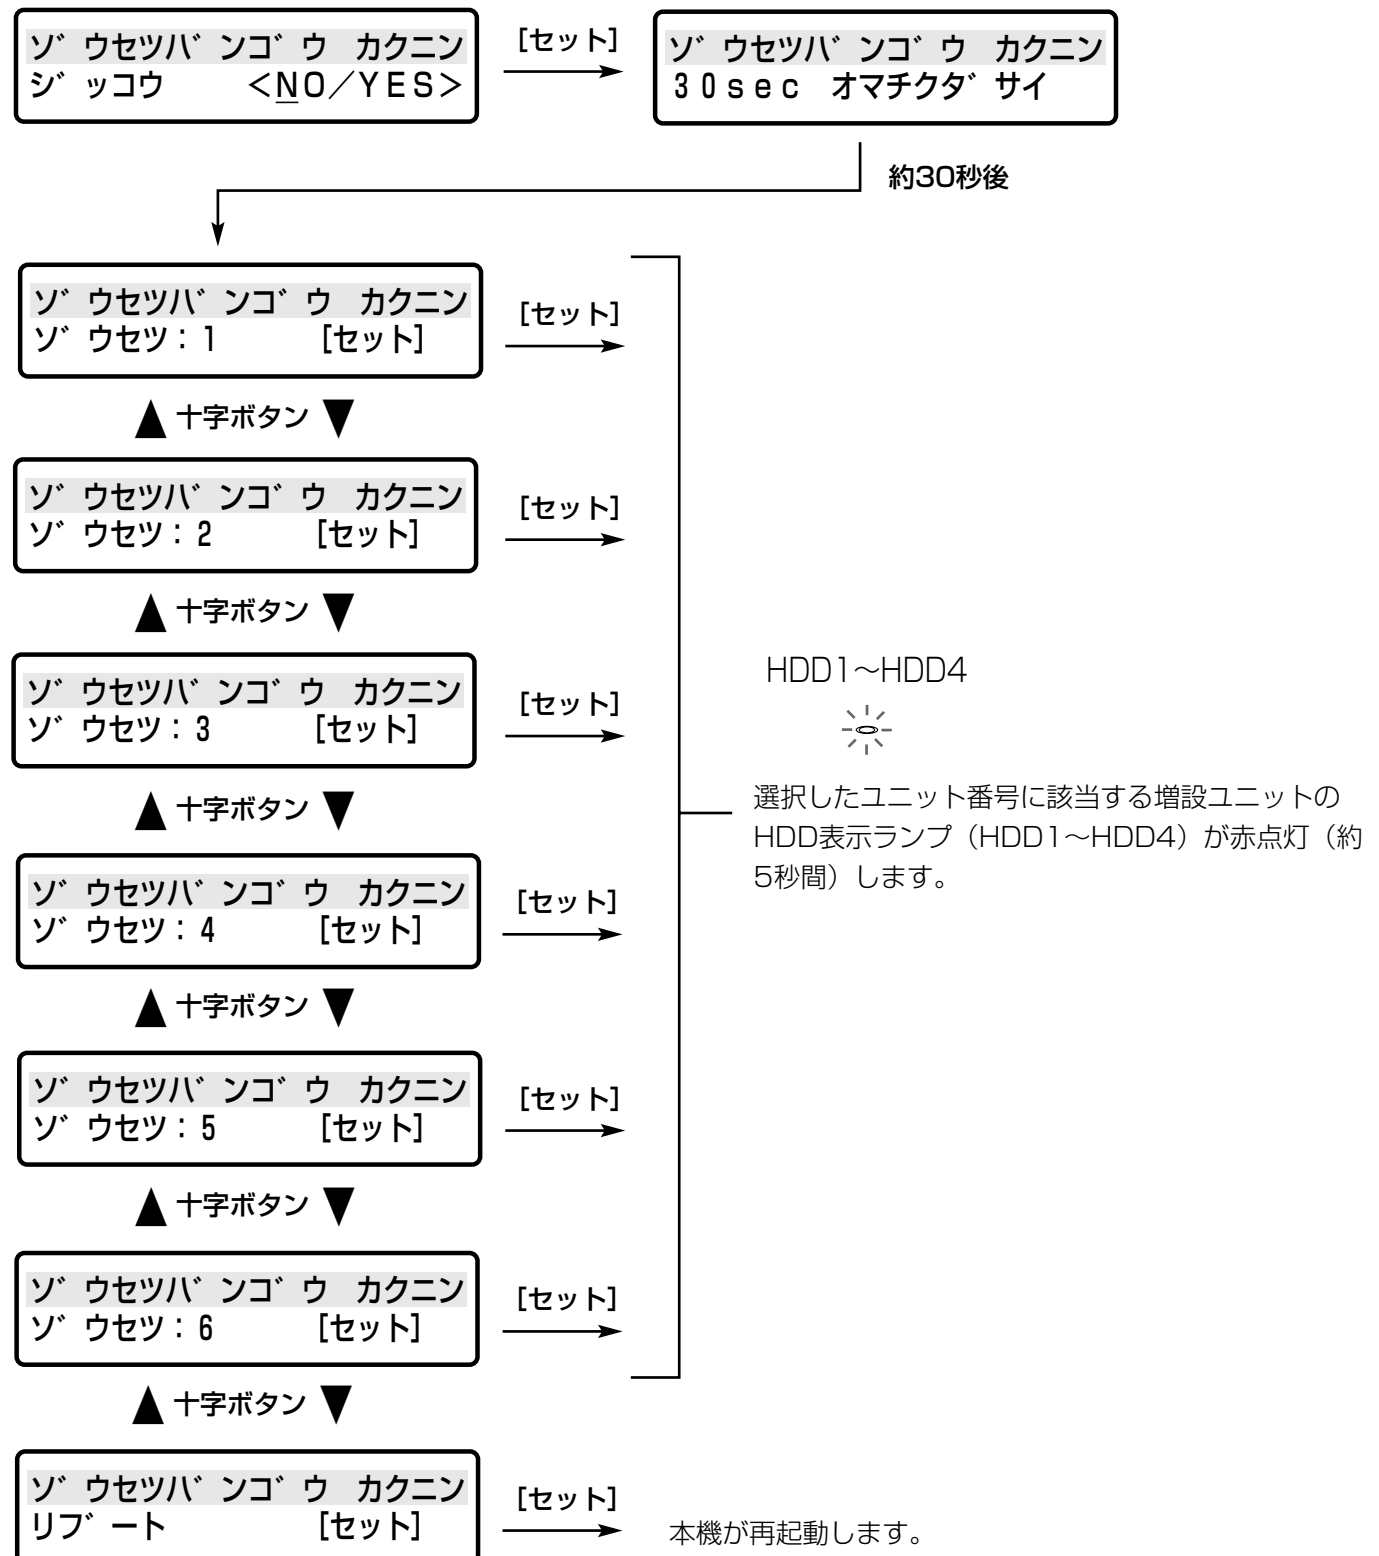 ゾウセツバンゴウ カクニン
ジッコウ <NO/YES>
[セット]
ゾウセツバンゴウ カクニン
30sec オマチクダサイ
約30秒後
ゾウセツバンゴウ カクニン
ゾウセツ:1 [セット]
[セット]
▲ 十字ボタン ▼
ゾウセツバンゴウ カクニン
ゾウセツ:2 [セット]
[セット]
▲ 十字ボタン ▼
ゾウセツバンゴウ カクニン
ゾウセツ:3 [セット]
[セット]
▲ 十字ボタン ▼
ゾウセツバンゴウ カクニン
ゾウセツ:4 [セット]
[セット]
▲ 十字ボタン ▼
ゾウセツバンゴウ カクニン
ゾウセツ:5 [セット]
[セット]
▲ 十字ボタン ▼
ゾウセツバンゴウ カクニン
ゾウセツ:6 [セット]
[セット]
HDD1～HDD4
選択したユニット番号に該当する増設ユニットの
HDD表示ランプ（HDD1～HDD4）が赤点灯（約
5秒間）します。
▲ 十字ボタン ▼
ゾウセツバンゴウ カクニン
リブート [セット]
[セット]
本機が再起動します。